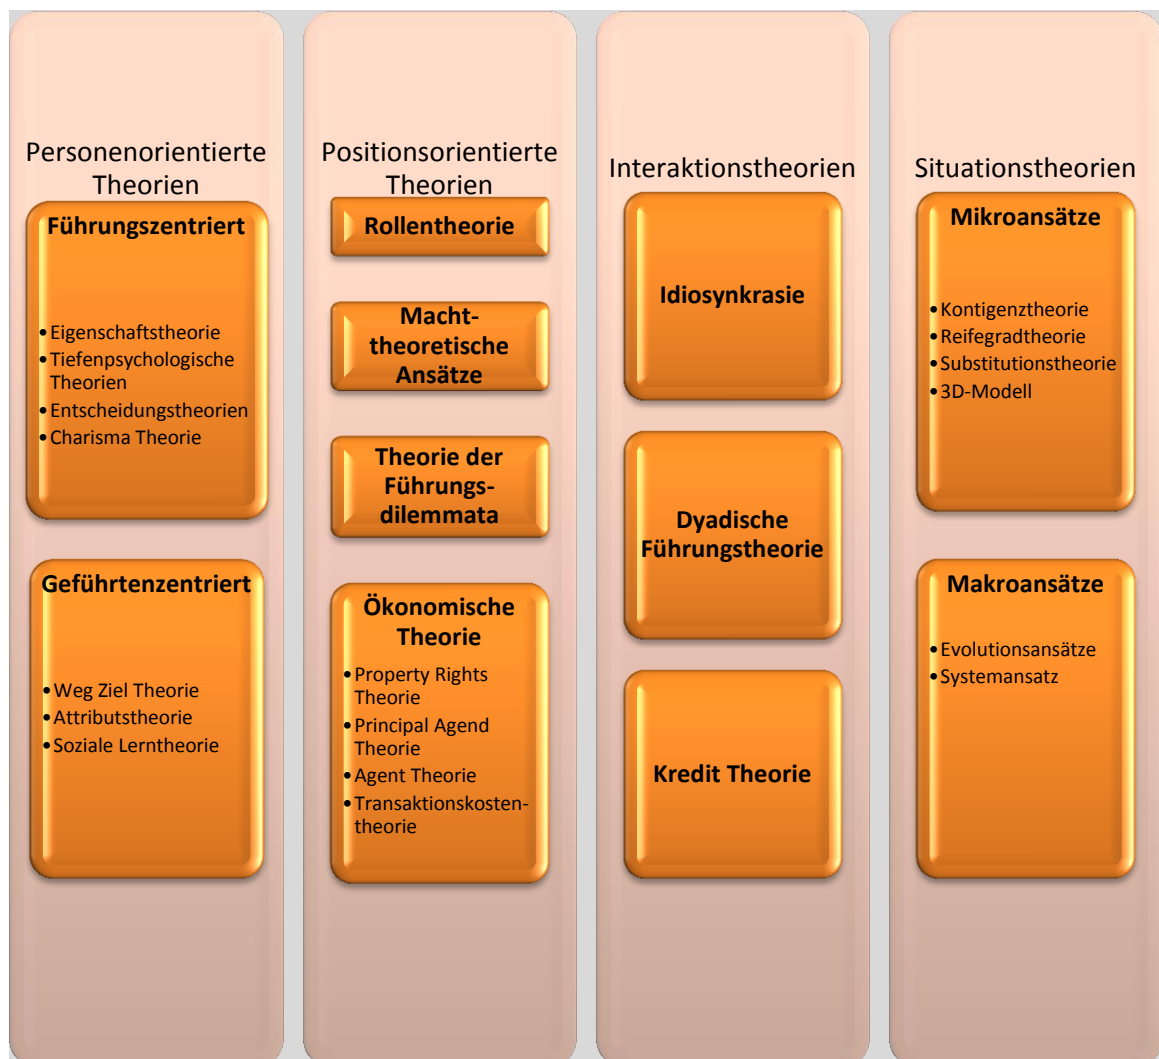 Personenorientierte
Theorien
Führungszentriert
•Eigenschaftstheorie
•Tiefenpsychologische
Theorien
•Entscheidungstheorien
•Charisma Theorie
Geführtenzentriert
•Weg Ziel Theorie
•Attributstheorie
•Soziale Lerntheorie
Positionsorientierte
Theorien
Rollentheorie
Macht-
theoretische
Ansätze
Theorie der
Führungs-
dilemmata
Ökonomische
Theorie
•Property Rights
Theorie
•Principal Agend
Theorie
•Agent Theorie
•Transaktionskosten-
theorie
Interaktionstheorien
Idiosynkrasie
Dyadische
Führungstheorie
Kredit Theorie
Situationstheorien
Mikroansätze
•Kontigenztheorie
•Reifegradtheorie
•Substitutionstheorie
•3D-Modell
Makroansätze
•Evolutionsansätze
•Systemansatz